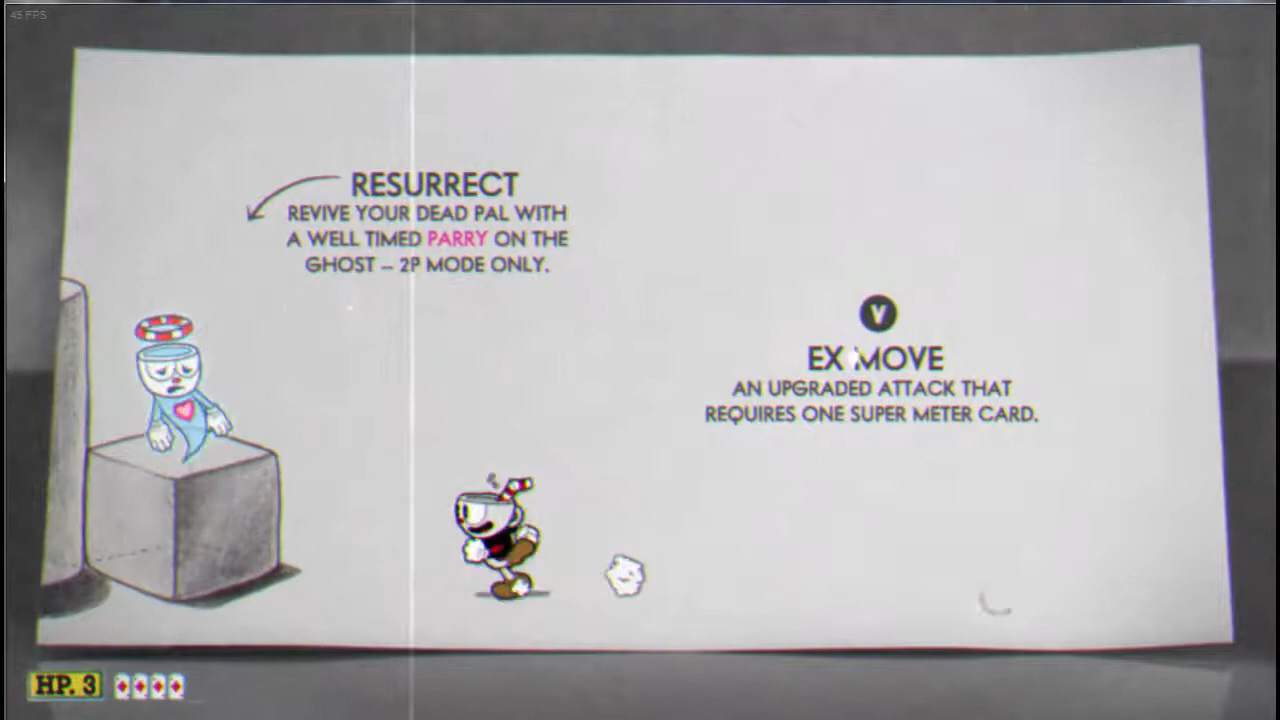 45 FPS
RESURRECT
REVIVE YOUR DEAD PAL WITH
A WELL TIMED PARRY ON THE
GHOST – 2P MODE ONLY.
V
EX MOVE
AN UPGRADED ATTACK THAT
REQUIRES ONE SUPER METER CARD.
HP. 3